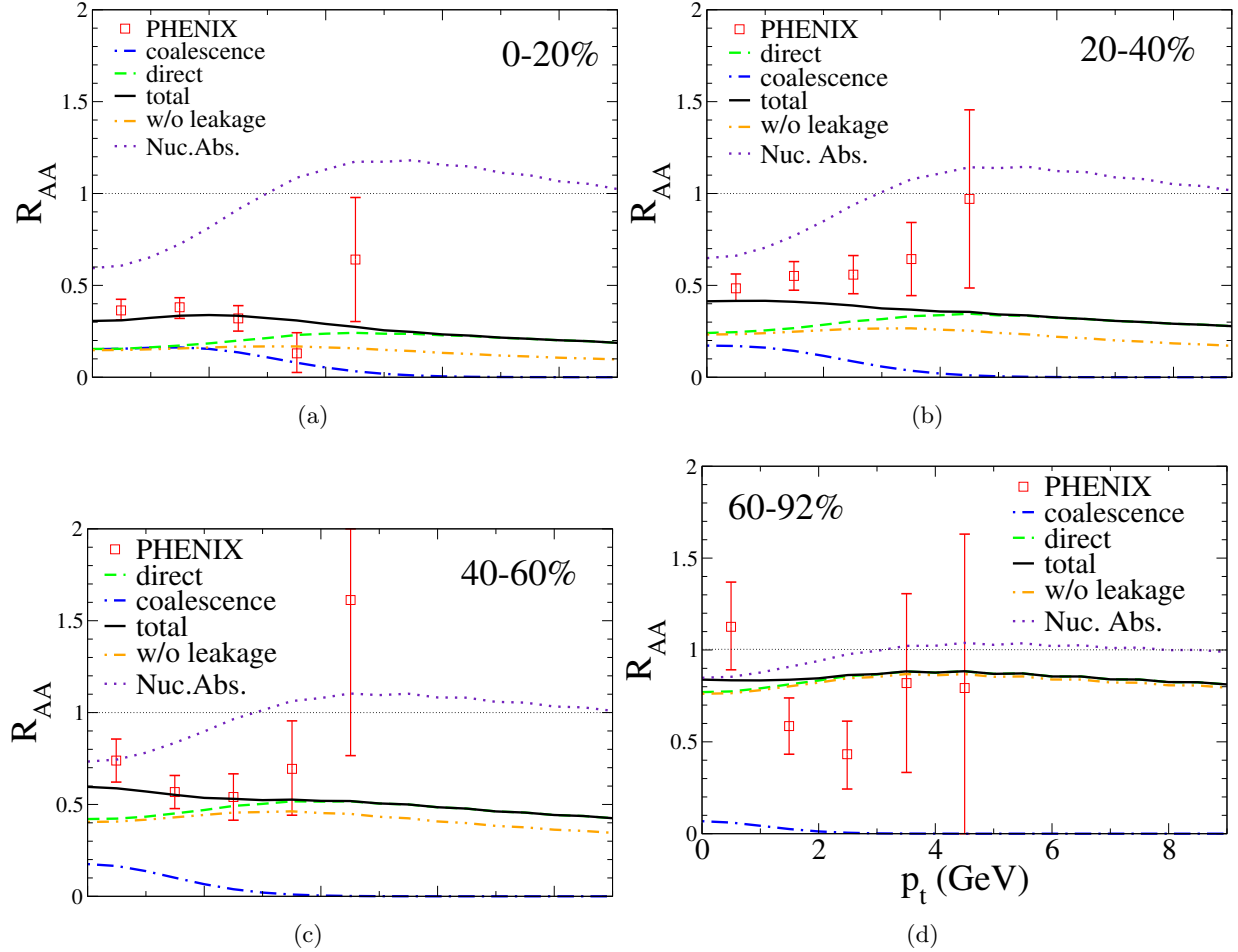 2
1.5
1
0.5
0
R_AA
PHENIX
coalescence
direct
total
w/o leakage
Nuc.Abs.
0-20%
(a)
2
1.5
1
0.5
0
R_AA
PHENIX
direct
coalescence
total
w/o leakage
Nuc. Abs.
20-40%
(b)
2
1.5
1
0.5
0
R_AA
PHENIX
direct
coalescence
total
w/o leakage
Nuc.Abs.
40-60%
(c)
2
1.5
1
0.5
0
R_AA
60-92%
PHENIX
coalescence
direct
total
w/o leakage
Nuc. Abs.
0 2 4 6 8
p_t (GeV)
(d)